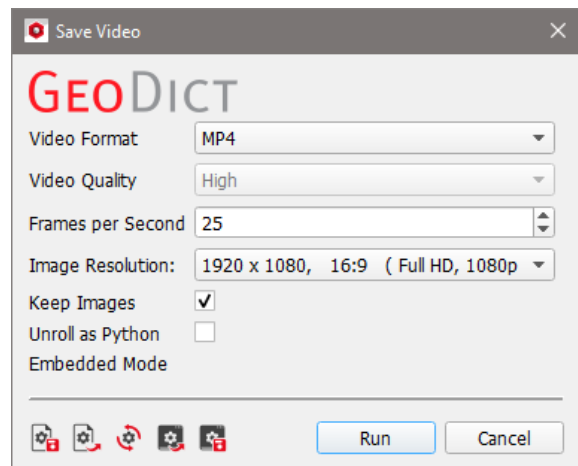 Save Video
GEODICT
Video Format MP4
Video Quality High
Frames per Second 25
Image Resolution: 1920 x 1080, 16:9 ( Full HD, 1080p
Keep Images
Unroll as Python
Embedded Mode
Run Cancel